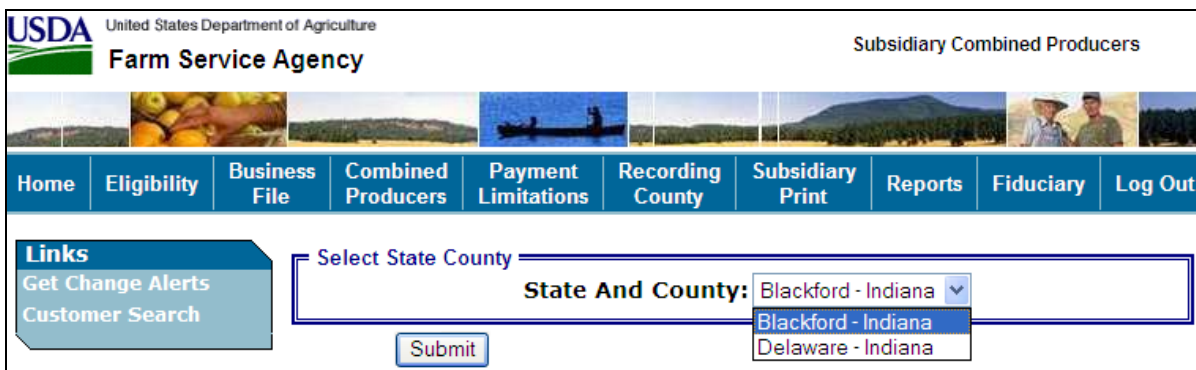 USDA United States Department of Agriculture
Farm Service Agency
Subsidiary Combined Producers
Home Eligibility Business File Combined Producers Payment Limitations Recording County Subsidiary Print Reports Fiduciary Log Out
Links
Get Change Alerts
Customer Search
Select State County
State And County: Blackford - Indiana
Blackford - Indiana
Delaware - Indiana
Submit